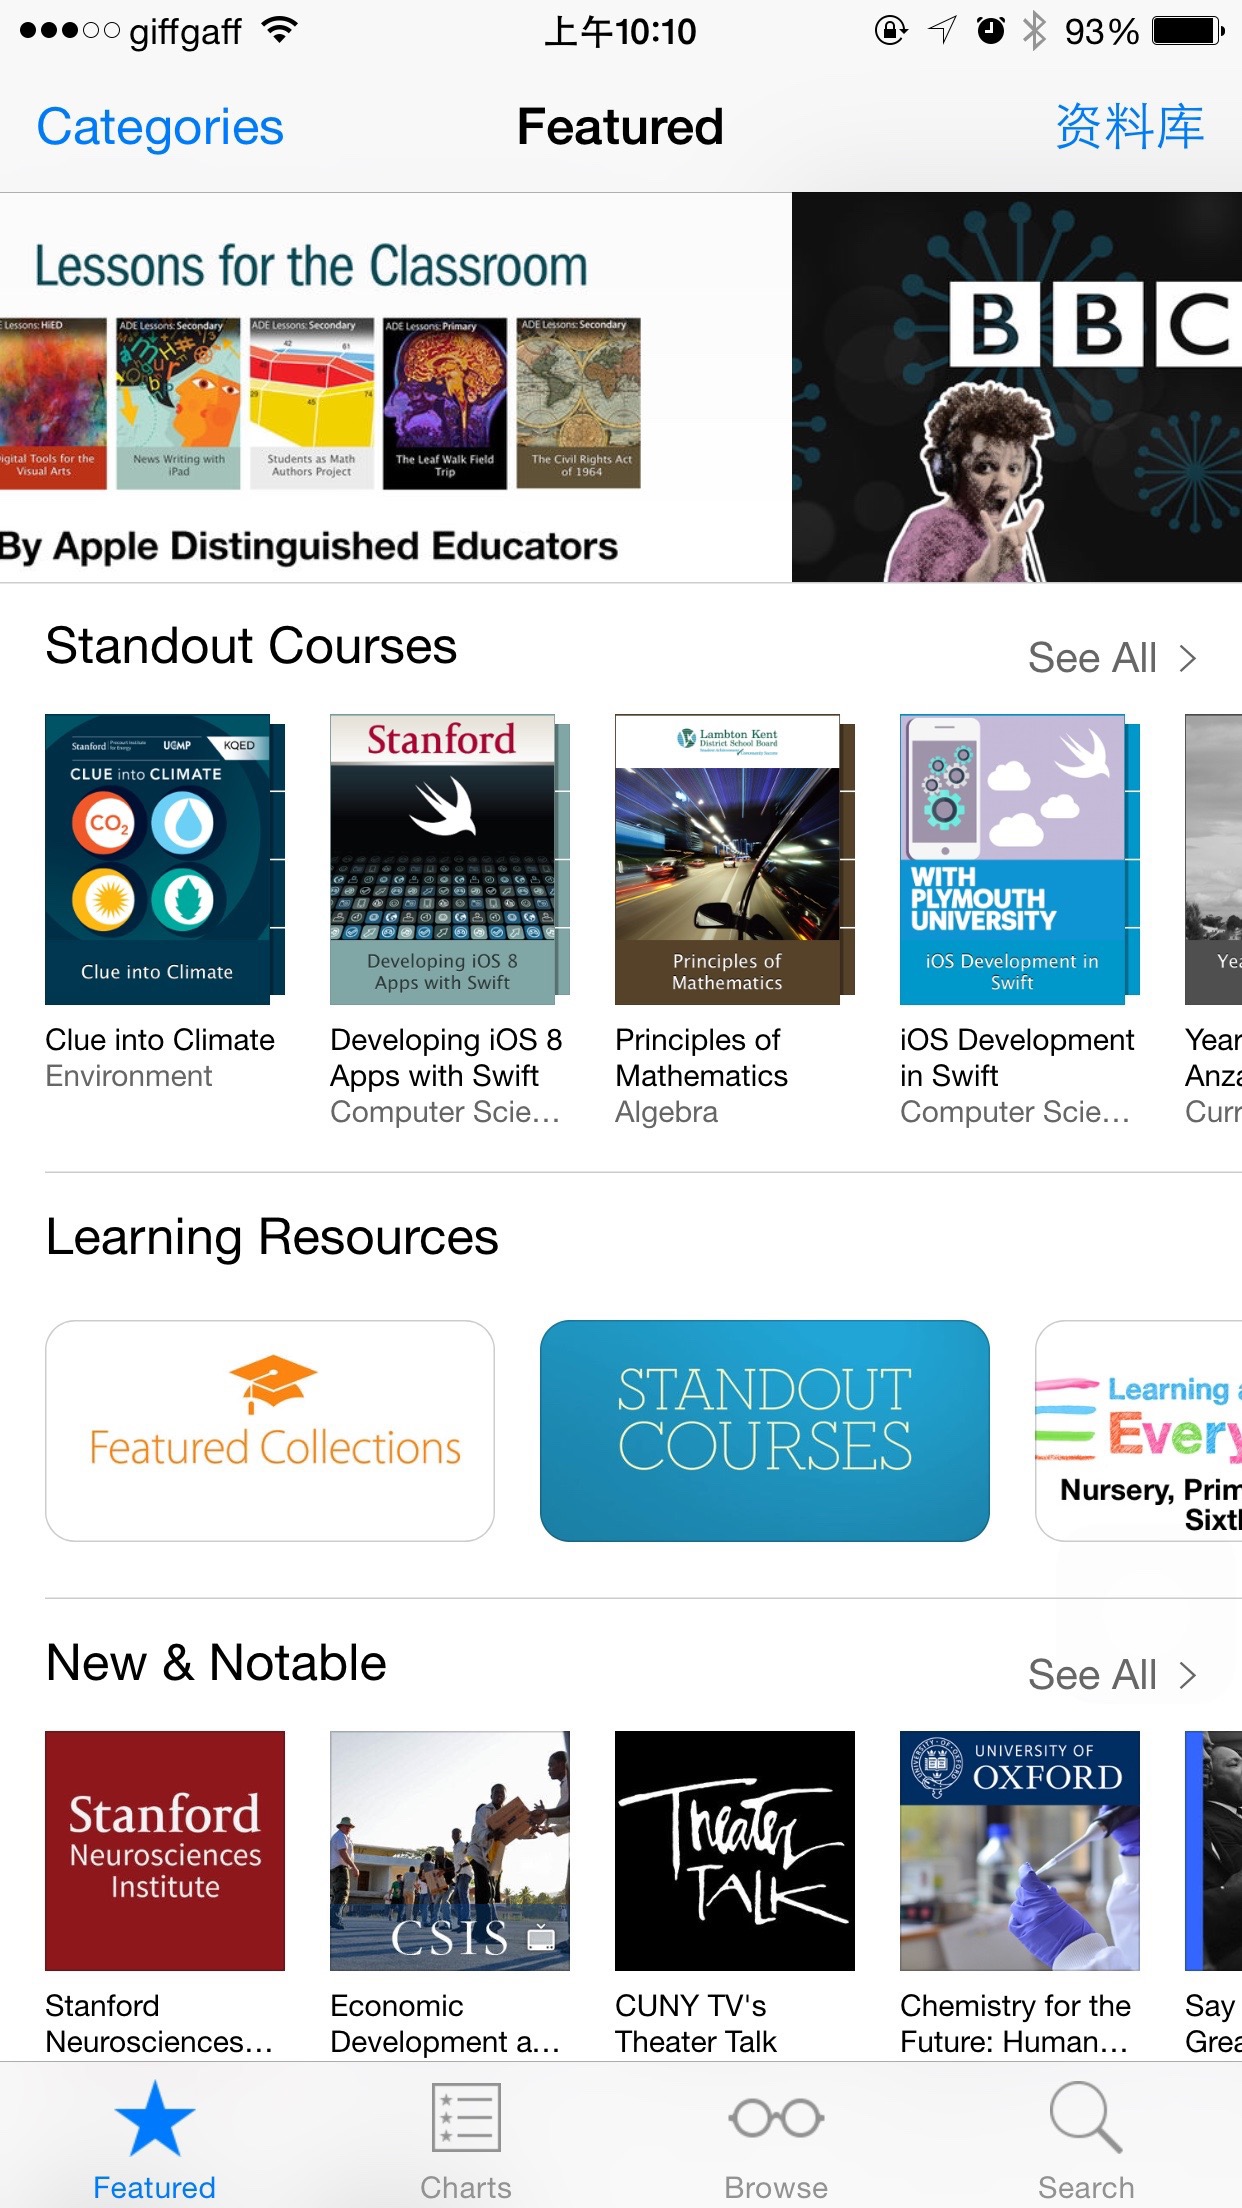 giffgaff
上午10:10
93%
Categories
Featured
资料库
Lessons for the Classroom
Lessons: HiED
ADE Lessons: Secondary
ADE Lessons: Secondary
ADE Lessons: Primary
ADE Lessons: Secondary
42
61
29
45
74
igital Tools for the
Visual Arts
News Writing with
iPad
Students as Math
Authors Project
The Leaf Walk Field
Trip
The Civil Rights Act
of 1964
By Apple Distinguished Educators
BBC
Standout Courses
See All
Stanford
UCMP
KQED
CLUE into CLIMATE
CO2
Clue into Climate
Stanford
Developing iOS 8
Apps with Swift
Lambton Kent
District School Board
Principles of
Mathematics
WITH
PLYMOUTH
UNIVERSITY
iOS Development in
Swift
Yea
Clue into Climate
Environment
Developing iOS 8
Apps with Swift
Computer Scie...
Principles of
Mathematics
Algebra
iOS Development
in Swift
Computer Scie...
Year
Anza
Curr
Learning Resources
Featured Collections
STANDOUT
COURSES
Learning a
Every
Nursery, Prim
Sixt
New & Notable
See All
Stanford
Neurosciences
Institute
CSIS
Theater
TALK
UNIVERSITY OF
OXFORD
Stanford
Neurosciences...
Economic
Development a...
CUNY TV's
Theater Talk
Chemistry for the
Future: Human...
Say
Grea
Featured
Charts
Browse
Search